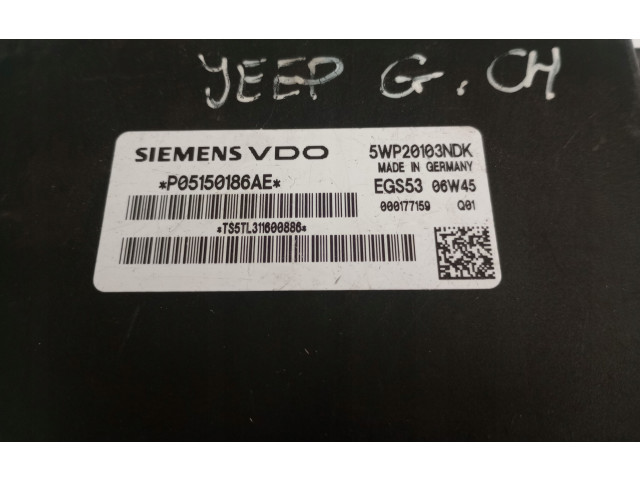 YEEP G. CH
SIEMENS VDO
5WP20103NDK
MADE IN GERMANY
*P05150186AE*
EGS53 06W45
000177159 Q01
*TS5TL311600886*